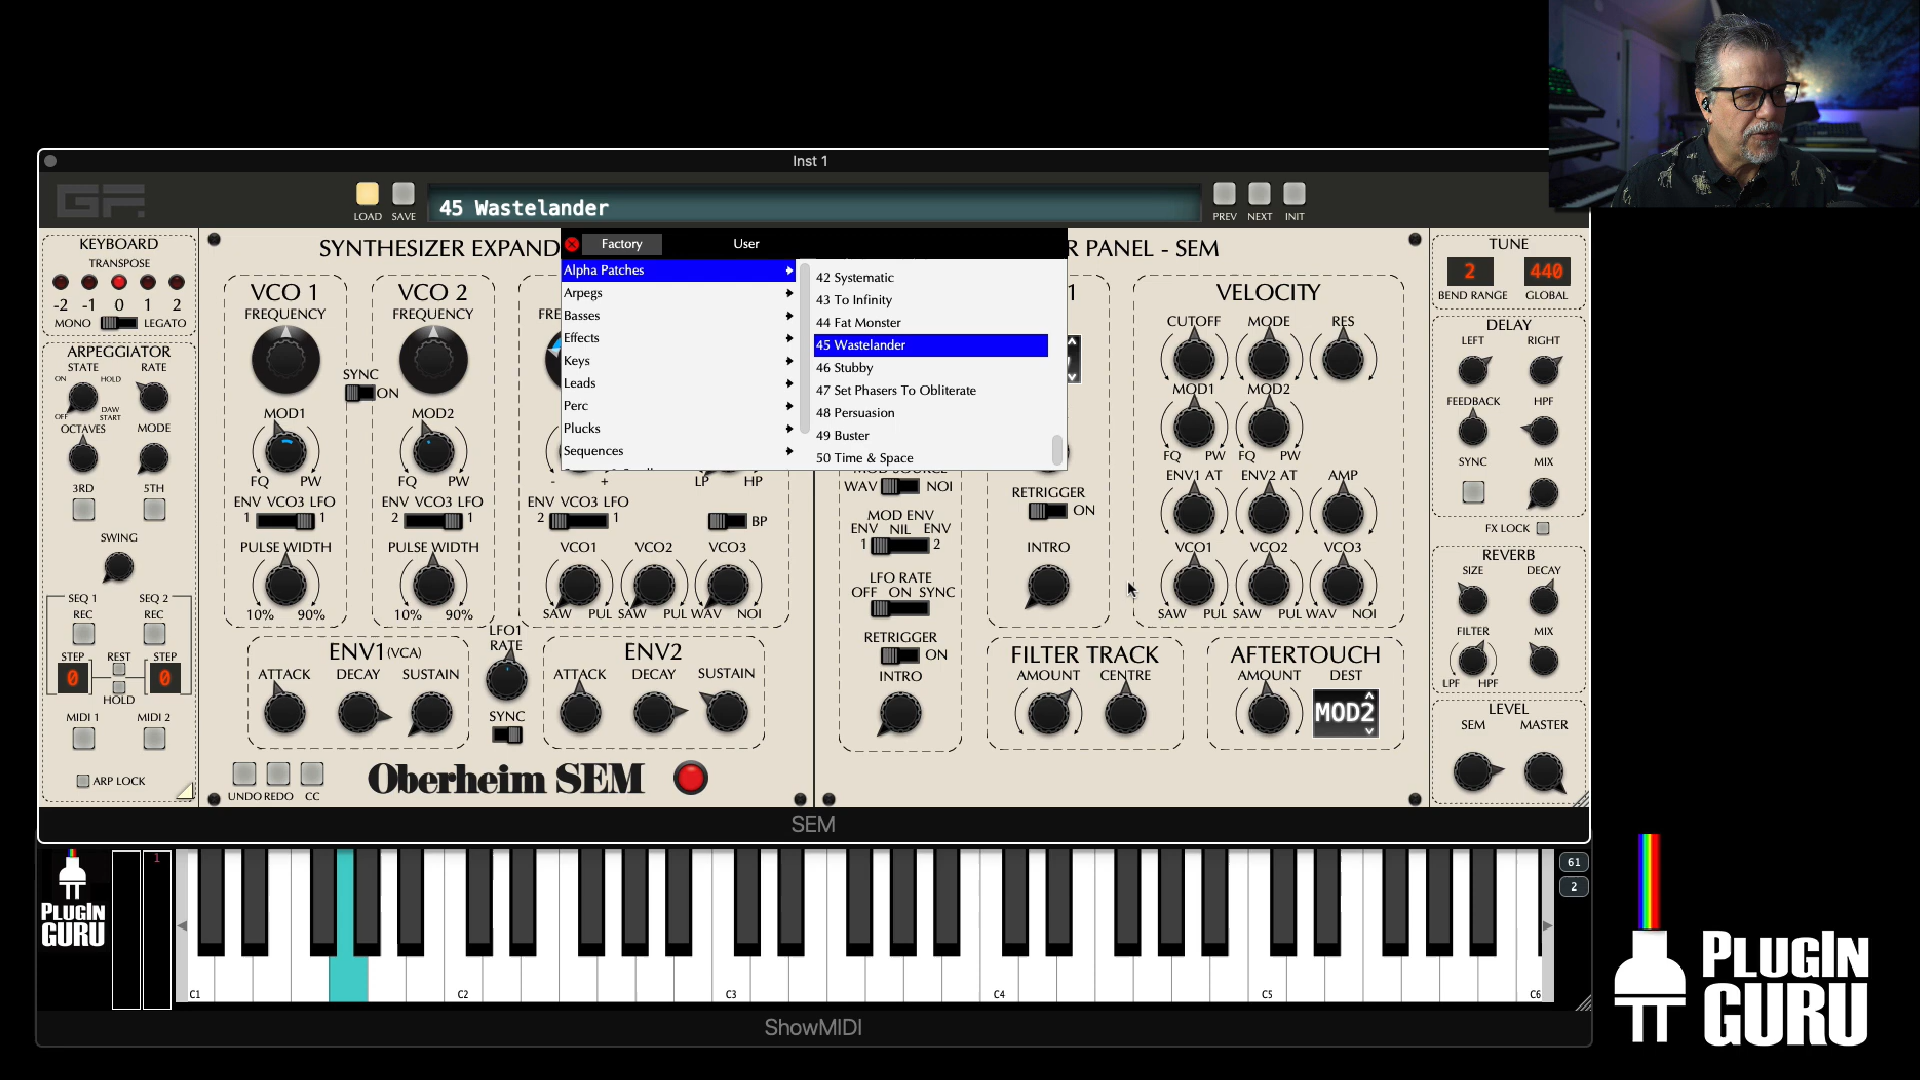 Inst 1
GF
LOAD SAVE
45 Wastelander
PREV NEXT INIT
KEYBOARD
TRANSPOSE
-2 -1 0 1 2
MONO LEGATO
ARPEGGIATOR
STATE RATE
ON HOLD
OFF DAW START
OCTAVES MODE
3RD 5TH
SWING
SEQ 1 SEQ 2
REC REC
STEP REST STEP
0 0
HOLD
MIDI 1 MIDI 2
ARP LOCK
SYNTHESIZER EXPAND
R PANEL - SEM
Factory User
Alpha Patches
Arpegs
Basses
Effects
Keys
Leads
Perc
Plucks
Sequences
42 Systematic
43 To Infinity
44 Fat Monster
45 Wastelander
46 Stubby
47 Set Phasers To Obliterate
48 Persuasion
49 Buster
50 Time & Space
VCO 1
FREQUENCY
SYNC
ON
MOD1
FQ PW
ENV VCO3 LFO
1 1
PULSE WIDTH
10% 90%
VCO 2
FREQUENCY
MOD2
FQ PW
ENV VCO3 LFO
2 1
PULSE WIDTH
10% 90%
FRE
- +
LP HP
ENV VCO3 LFO
2 1
BP
VCO1 VCO2 VCO3
SAW PUL SAW PUL WAV NOI
ENV1 (VCA)
ATTACK DECAY SUSTAIN
LFO1
RATE
SYNC
ENV2
ATTACK DECAY SUSTAIN
UNDO REDO CC
Oberheim SEM
MOD SOURCE
WAV NOI
MOD ENV
ENV NIL ENV
1 2
LFO RATE
OFF ON SYNC
RETRIGGER
ON
INTRO
1
RETRIGGER
ON
INTRO
VELOCITY
CUTOFF MODE RES
MOD1 MOD2
FQ PW FQ PW
ENV1 AT ENV2 AT AMP
VCO1 VCO2 VCO3
SAW PUL SAW PUL WAV NOI
FILTER TRACK
AMOUNT CENTRE
AFTERTOUCH
AMOUNT DEST
MOD2
TUNE
2 440
BEND RANGE GLOBAL
DELAY
LEFT RIGHT
FEEDBACK HPF
SYNC MIX
FX LOCK
REVERB
SIZE DECAY
FILTER MIX
LPF HPF
LEVEL
SEM MASTER
SEM
PLUGIN
GURU
1
61
2
C1 C2 C3 C4 C5 C6
ShowMIDI
PLUGIN
GURU